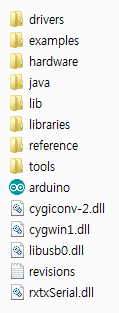 drivers
examples
hardware
java
lib
libraries
reference
tools
arduino
cygiconv-2.dll
cygwin1.dll
libusb0.dll
revisions
rxtxSerial.dll